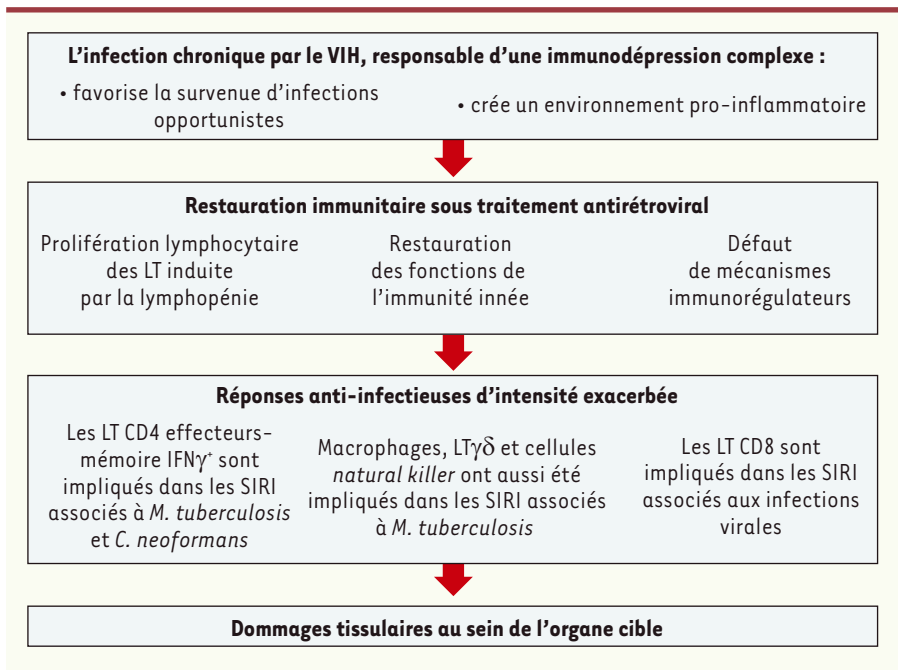 L'infection chronique par le VIH, responsable d'une immunodépression complexe :
• favorise la survenue d'infections
opportunistes
• crée un environnement pro-inflammatoire
Restauration immunitaire sous traitement antirétroviral
Prolifération lymphocytaire
des LT induite
par la lymphopénie
Restauration
des fonctions de
l'immunité innée
Défaut
de mécanismes
immunorégulateurs
Réponses anti-infectieuses d'intensité exacerbée
Les LT CD4 effecteurs-
mémoire IFNγ⁺ sont
impliqués dans les SIRI
associés à M. tuberculosis
et C. neoformans
Macrophages, LTγδ et cellules
natural killer ont aussi été
impliqués dans les SIRI associés
à M. tuberculosis
Les LT CD8 sont
impliqués dans les SIRI
associés aux infections
virales
Dommages tissulaires au sein de l'organe cible